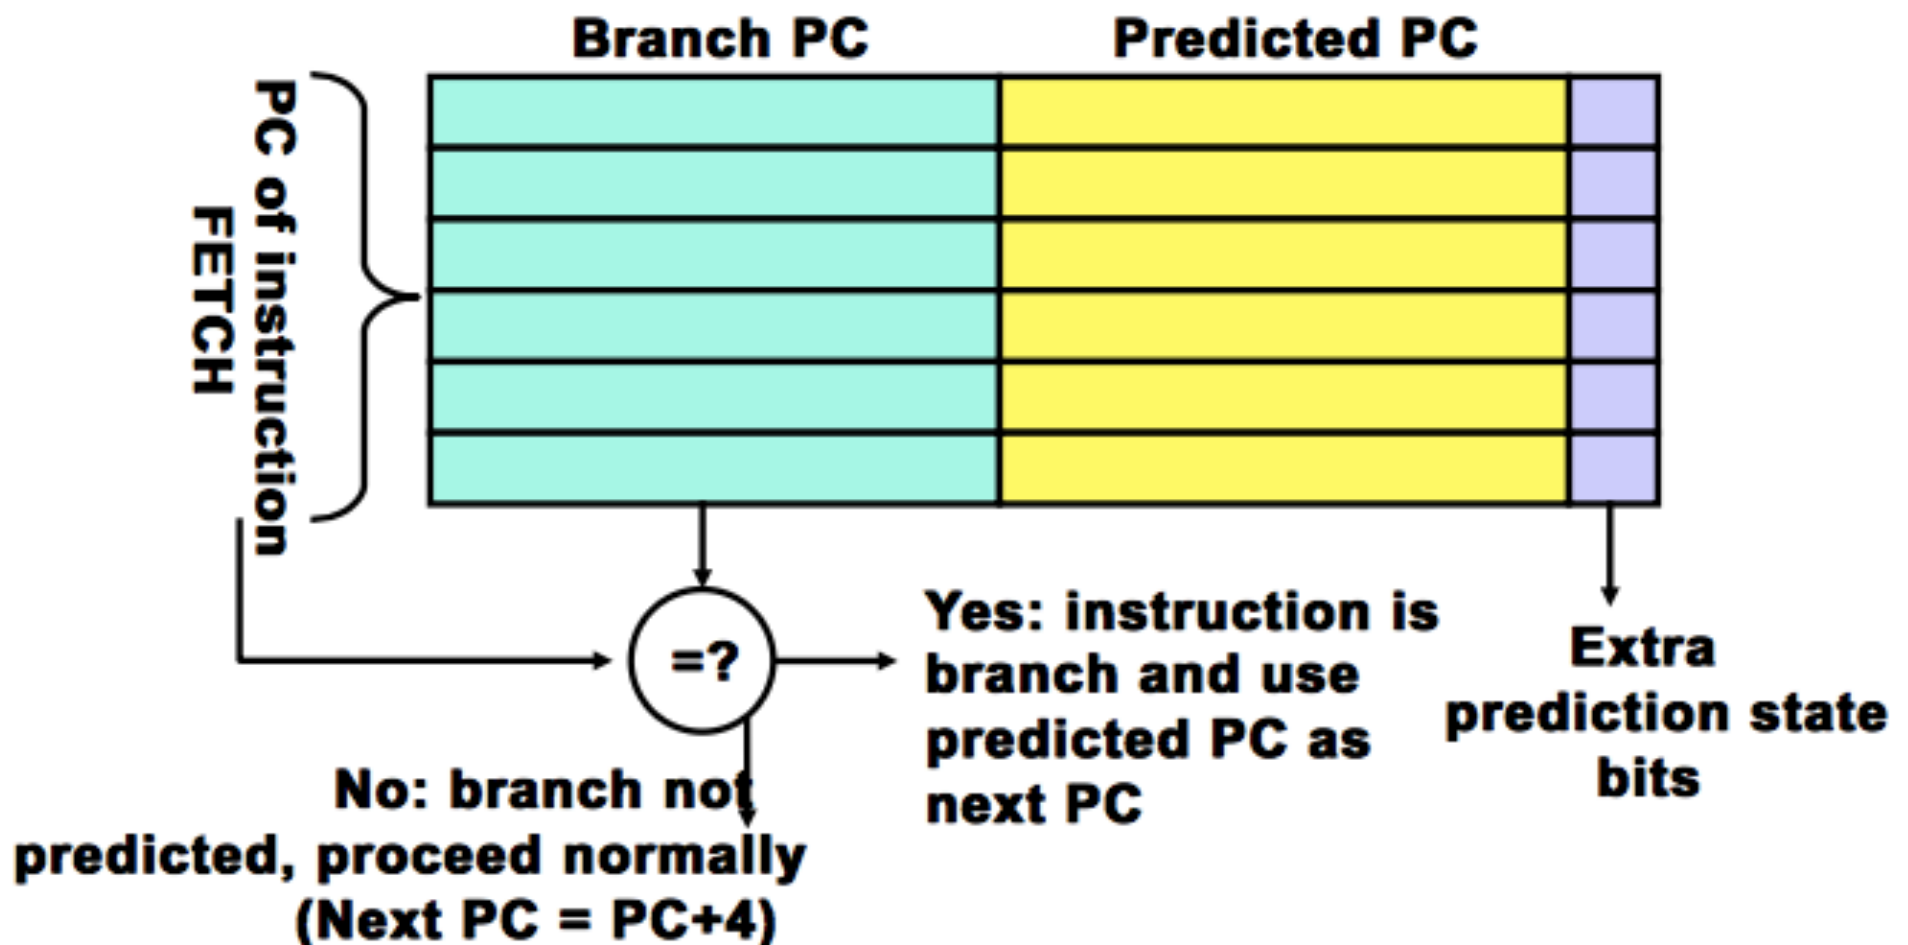 Branch PC
Predicted PC
PC of instruction
FETCH
=?
Yes: instruction is
branch and use
predicted PC as
next PC
Extra
prediction state
bits
No: branch not
predicted, proceed normally
(Next PC = PC+4)